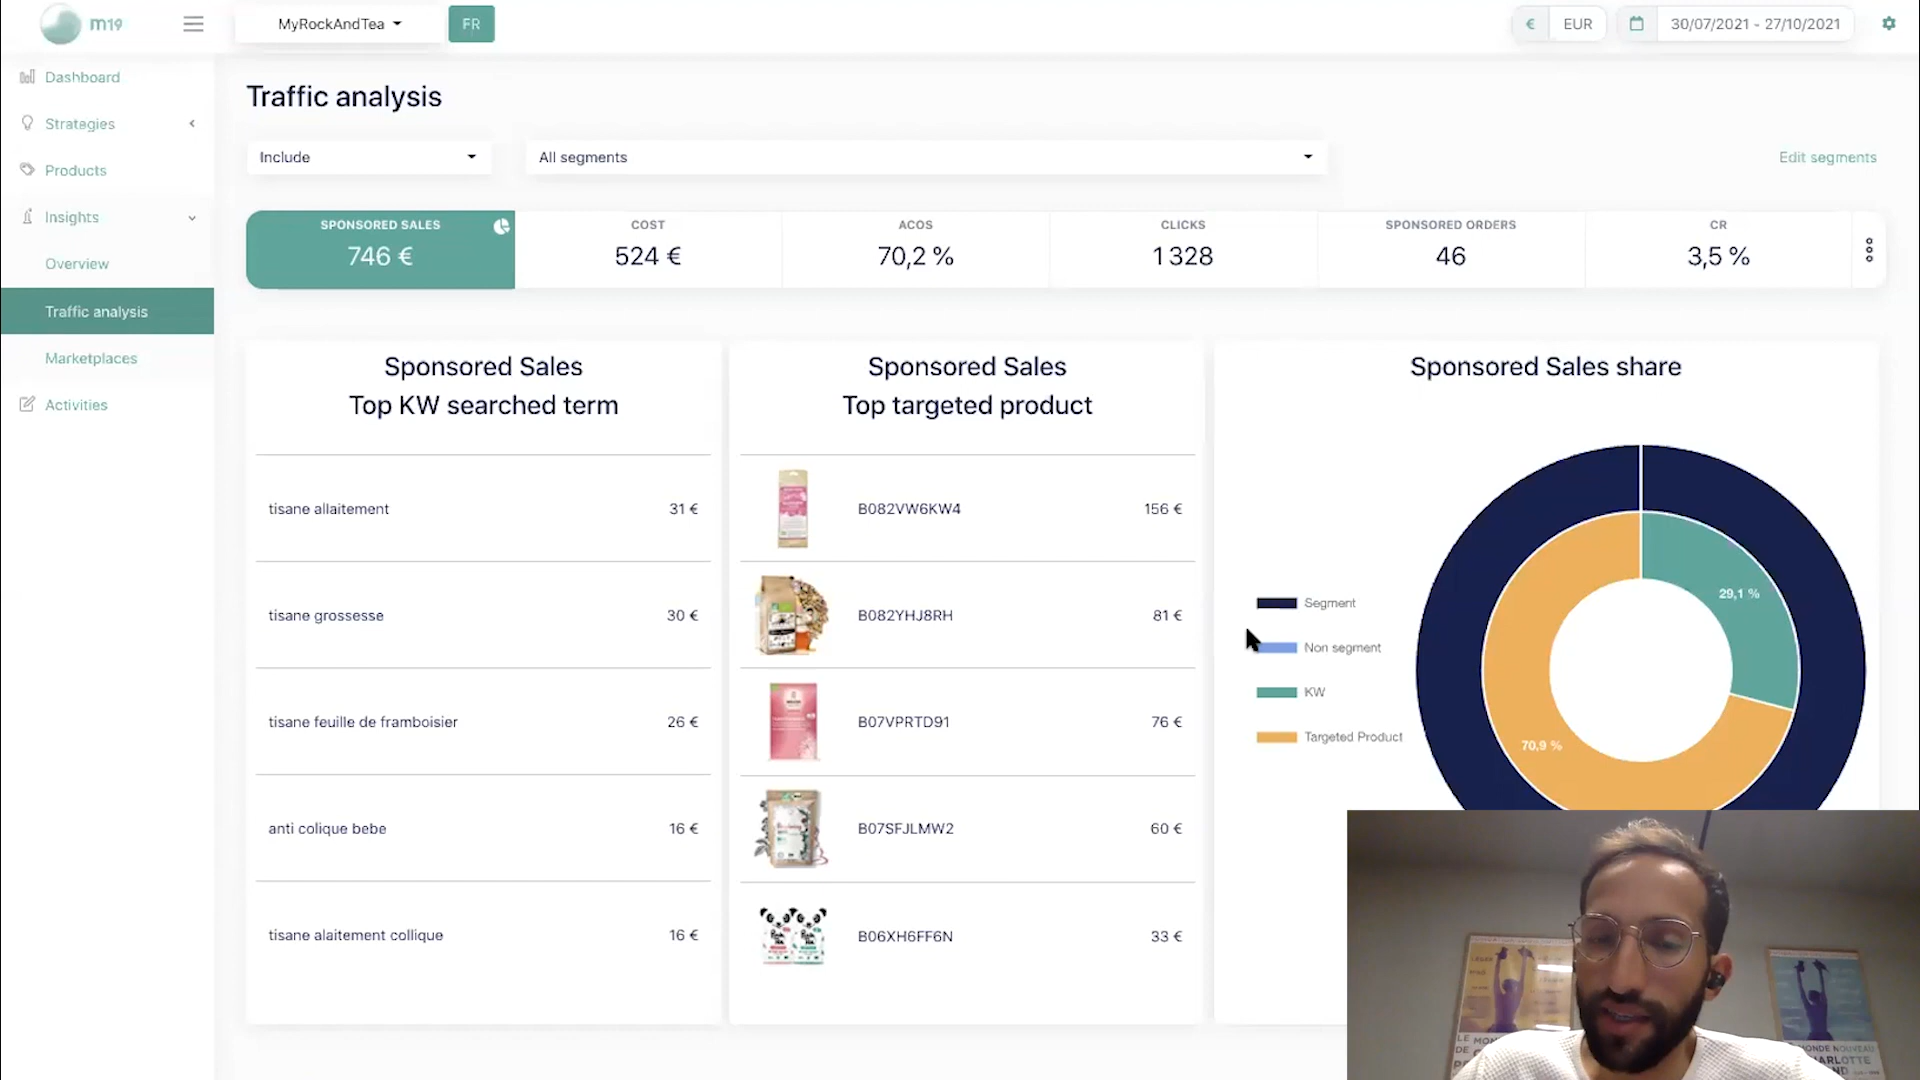 m19
MyRockAndTea
FR
€ EUR
30/07/2021 - 27/10/2021
Dashboard
Strategies
Products
Insights
Overview
Traffic analysis
Marketplaces
Activities
Traffic analysis
Include
All segments
Edit segments
SPONSORED SALES
746 €
COST
524 €
ACOS
70,2 %
CLICKS
1 328
SPONSORED ORDERS
46
CR
3,5 %
Sponsored Sales
Top KW searched term
tisane allaitement 31 €
tisane grossesse 30 €
tisane feuille de framboisier 26 €
anti colique bebe 16 €
tisane alaitement collique 16 €
Sponsored Sales
Top targeted product
B082VW6KW4 156 €
B082YHJ8RH 81 €
B07VPRTD91 76 €
B07SFJLMW2 60 €
B06XH6FF6N 33 €
Sponsored Sales share
Segment
Non segment
KW
Targeted Product
29,1 %
70,9 %
LE MON
DE
MONDE NOUVEAU